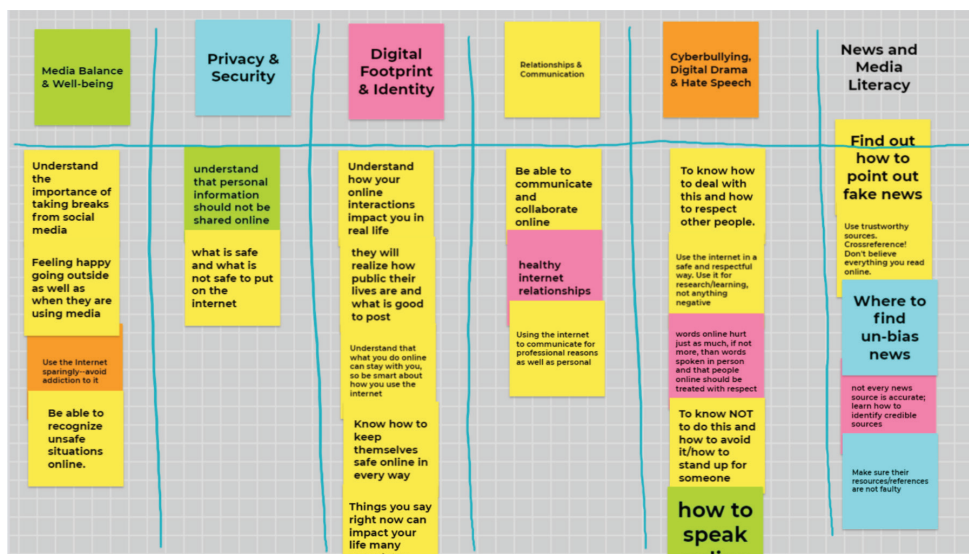 Media Balance
& Well-being
Privacy &
Security
Digital
Footprint
& Identity
Relationships &
Communication
Cyberbullying,
Digital Drama
& Hate Speech
News and
Media
Literacy
Understand
the
importance of
taking breaks
from social
media
Feeling happy
going outside
as well as
when they are
using media
Use the Internet
sparingly--avoid
addiction to it
Be able to
recognize
unsafe
situations
online.
understand
that personal
information
should not be
shared online
what is safe
and what is
not safe to put
on the
internet
Understand
how your
online
interactions
impact you in
real life
they will
realize how
public their
lives are and
what is good
to post
Understand that
what you do online
can stay with you,
so be smart about
how you use the
internet
Know how to
keep
themselves
safe online in
every way
Things you say
right now can
impact your
life many
Be able to
communicate
and
collaborate
online
healthy
internet
relationships
Using the internet
to communicate for
professional reasons
as well as personal
To know how
to deal with
this and how
to respect
other people.
Use the internet in a
safe and respectful
way. Use it for
research/learning,
not anything
negative
words online hurt
just as much, if not
more, than words
spoken in person
and that people
online should be
treated with respect
To know NOT
to do this and
how to avoid
it/how to
stand up for
someone
how to
speak
Find out
how to
point out
fake news
Use trustworthy
sources.
Crossreference!
Don't believe
everything you read
online.
Where to
find
un-bias
news
not every news
source is accurate;
learn how to
identify credible
sources
Make sure their
resources/references
are not faulty